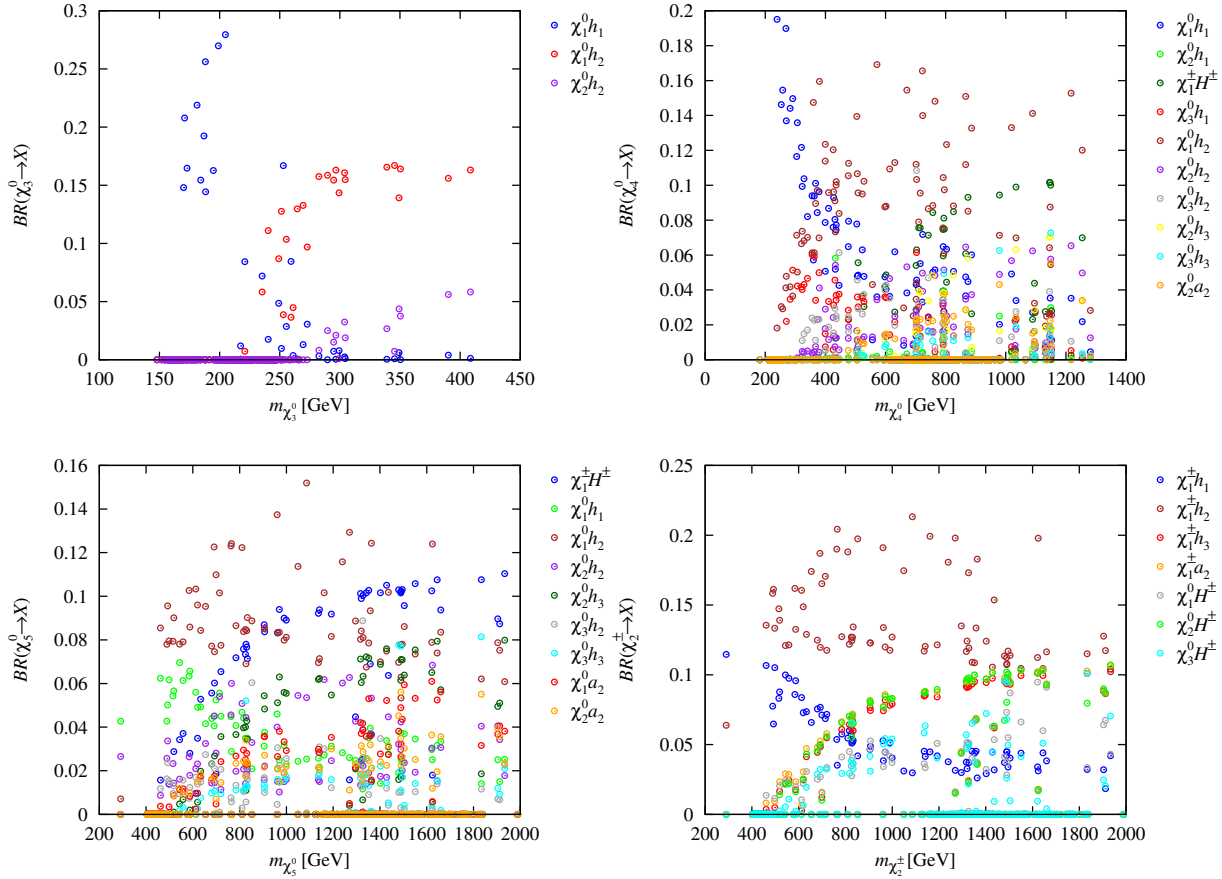 0.3
0.25
0.2
0.15
0.1
0.05
0
100 150 200 250 300 350 400 450
BR(χ₃⁰→X)
m_χ₃⁰ [GeV]
χ₁⁰h₁
χ₁⁰h₂
χ₂⁰h₂
0.2
0.18
0.16
0.14
0.12
0.1
0.08
0.06
0.04
0.02
0
0 200 400 600 800 1000 1200 1400
BR(χ₄⁰→X)
m_χ₄⁰ [GeV]
χ₁⁰h₁
χ₂⁰h₁
χ₁±H±
χ₃⁰h₁
χ₁⁰h₂
χ₂⁰h₂
χ₃⁰h₂
χ₂⁰h₃
χ₃⁰h₃
χ₂⁰a₂
0.16
0.14
0.12
0.1
0.08
0.06
0.04
0.02
0
200 400 600 800 1000 1200 1400 1600 1800 2000
BR(χ₅⁰→X)
m_χ₅⁰ [GeV]
χ₁±H±
χ₁⁰h₁
χ₁⁰h₂
χ₂⁰h₂
χ₂⁰h₃
χ₃⁰h₂
χ₃⁰h₃
χ₁⁰a₂
χ₂⁰a₂
0.25
0.2
0.15
0.1
0.05
0
200 400 600 800 1000 1200 1400 1600 1800 2000
BR(χ₂±→X)
m_χ₂± [GeV]
χ₁±h₁
χ₁±h₂
χ₁±h₃
χ₁±a₂
χ₁⁰H±
χ₂⁰H±
χ₃⁰H±